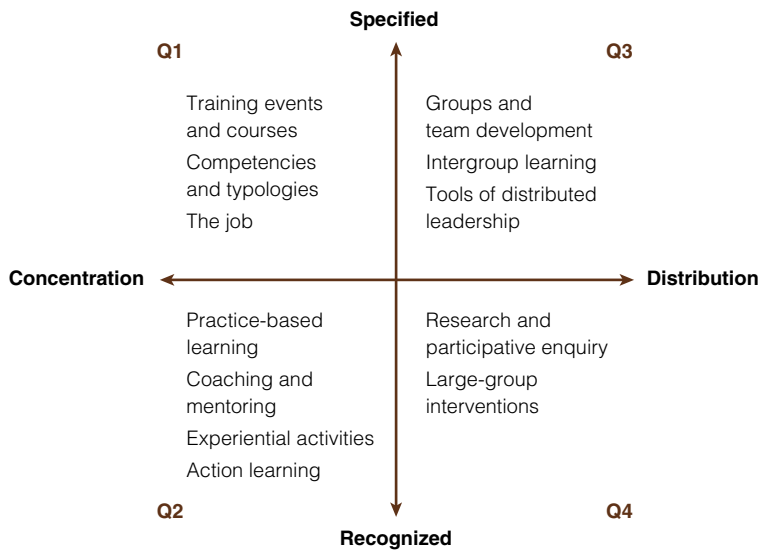 Specified
Q1
Q3
Training events
and courses
Competencies
and typologies
The job
Groups and
team development
Intergroup learning
Tools of distributed
leadership
Concentration
Distribution
Practice-based
learning
Coaching and
mentoring
Experiential activities
Action learning
Research and
participative enquiry
Large-group
interventions
Q2
Q4
Recognized